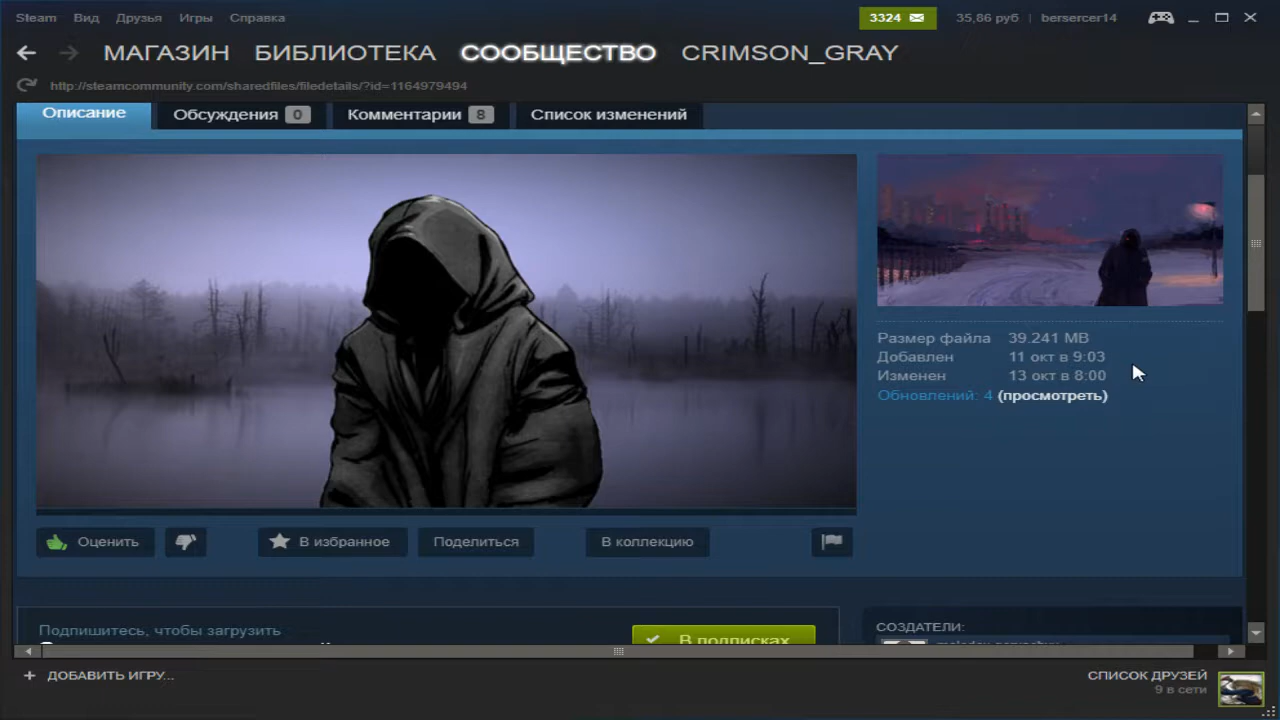 Steam Вид Друзья Игры Справка 3324 35,86 руб | bersercer14
МАГАЗИН БИБЛИОТЕКА СООБЩЕСТВО CRIMSON_GRAY
http://steamcommunity.com/sharedfiles/filedetails/?id=1164979494
Описание Обсуждения 0 Комментарии 8 Список изменений
Размер файла 39.241 MB
Добавлен 11 окт в 9:03
Изменен 13 окт в 8:00
Обновлений: 4 (просмотреть)
Оценить В избранное Поделиться В коллекцию
Подпишитесь, чтобы загрузить
В подписках
СОЗДАТЕЛИ:
+ ДОБАВИТЬ ИГРУ...
СПИСОК ДРУЗЕЙ
9 в сети